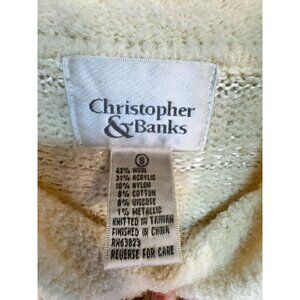 Christopher
& Banks
S
42% WOOL
31% ACRYLIC
10% NYLON
8% COTTON
8% VISCOSE
1% METALLIC
KNITTED IN TAIWAN
FINISHED IN CHINA
RN63823
REVERSE FOR CARE